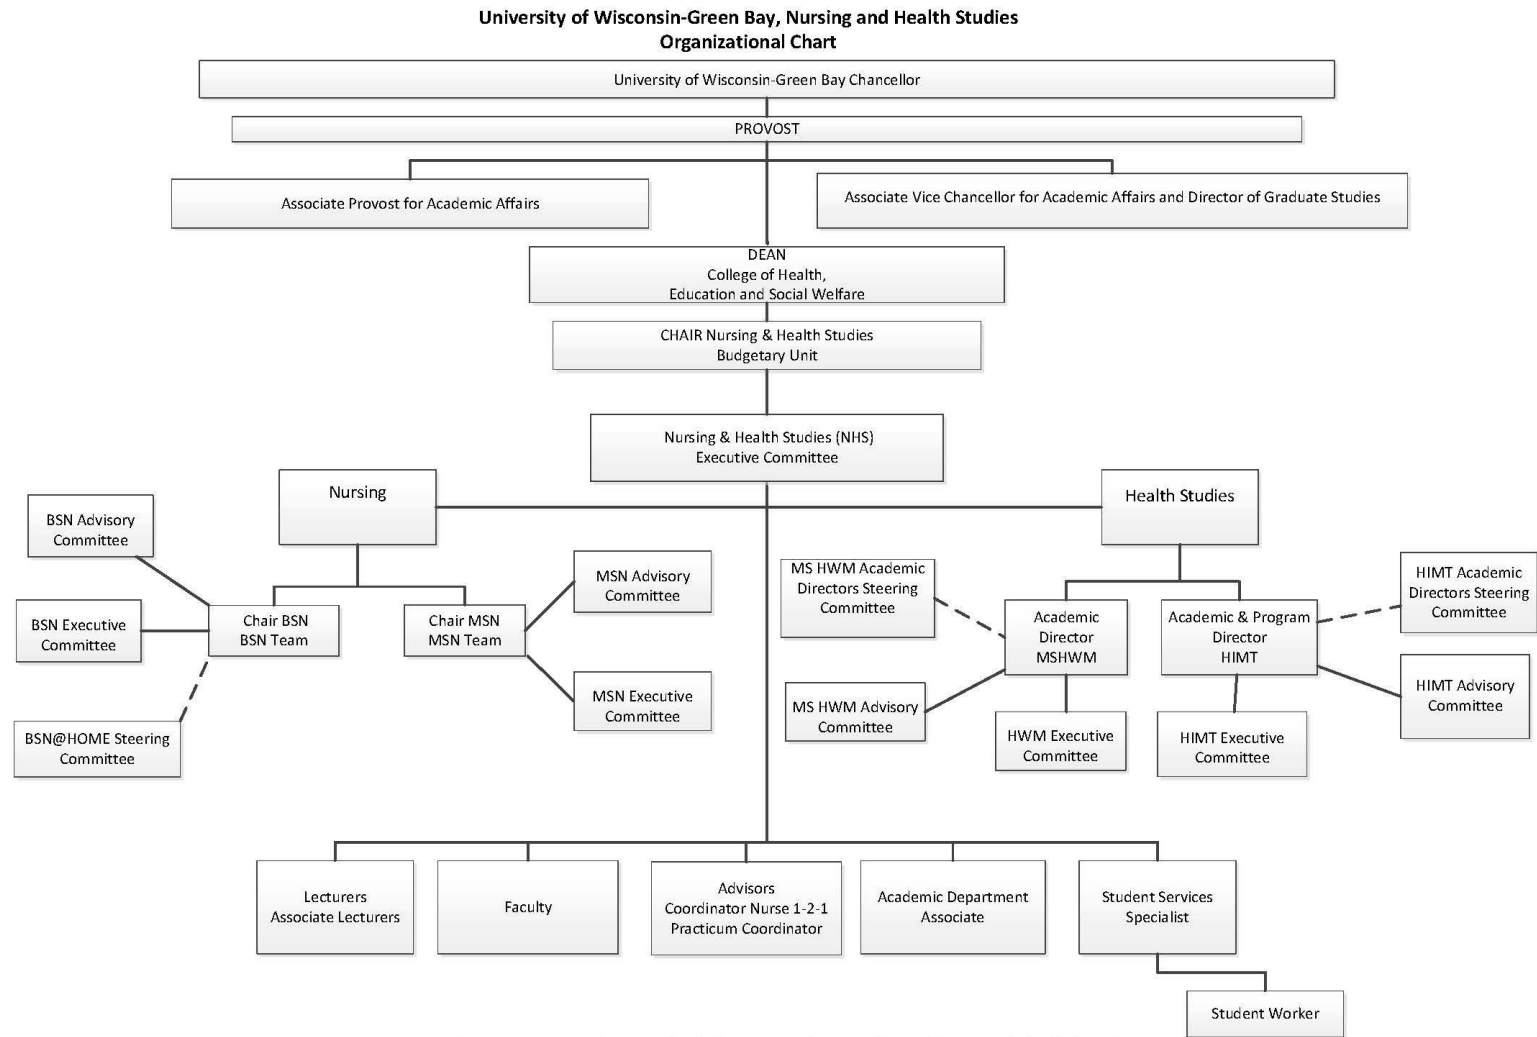 University of Wisconsin-Green Bay, Nursing and Health Studies
Organizational Chart
University of Wisconsin-Green Bay Chancellor
PROVOST
Associate Provost for Academic Affairs
Associate Vice Chancellor for Academic Affairs and Director of Graduate Studies
DEAN
College of Health,
Education and Social Welfare
CHAIR Nursing & Health Studies
Budgetary Unit
Nursing & Health Studies (NHS)
Executive Committee
Nursing
Health Studies
BSN Advisory
Committee
BSN Executive
Committee
BSN@HOME Steering
Committee
Chair BSN
BSN Team
Chair MSN
MSN Team
MSN Advisory
Committee
MSN Executive
Committee
MS HWM Academic
Directors Steering
Committee
MS HWM Advisory
Committee
Academic
Director
MSHWM
HWM Executive
Committee
Academic & Program
Director
HIMT
HIMT Executive
Committee
HIMT Academic
Directors Steering
Committee
HIMT Advisory
Committee
Lecturers
Associate Lecturers
Faculty
Advisors
Coordinator Nurse 1-2-1
Practicum Coordinator
Academic Department
Associate
Student Services
Specialist
Student Worker